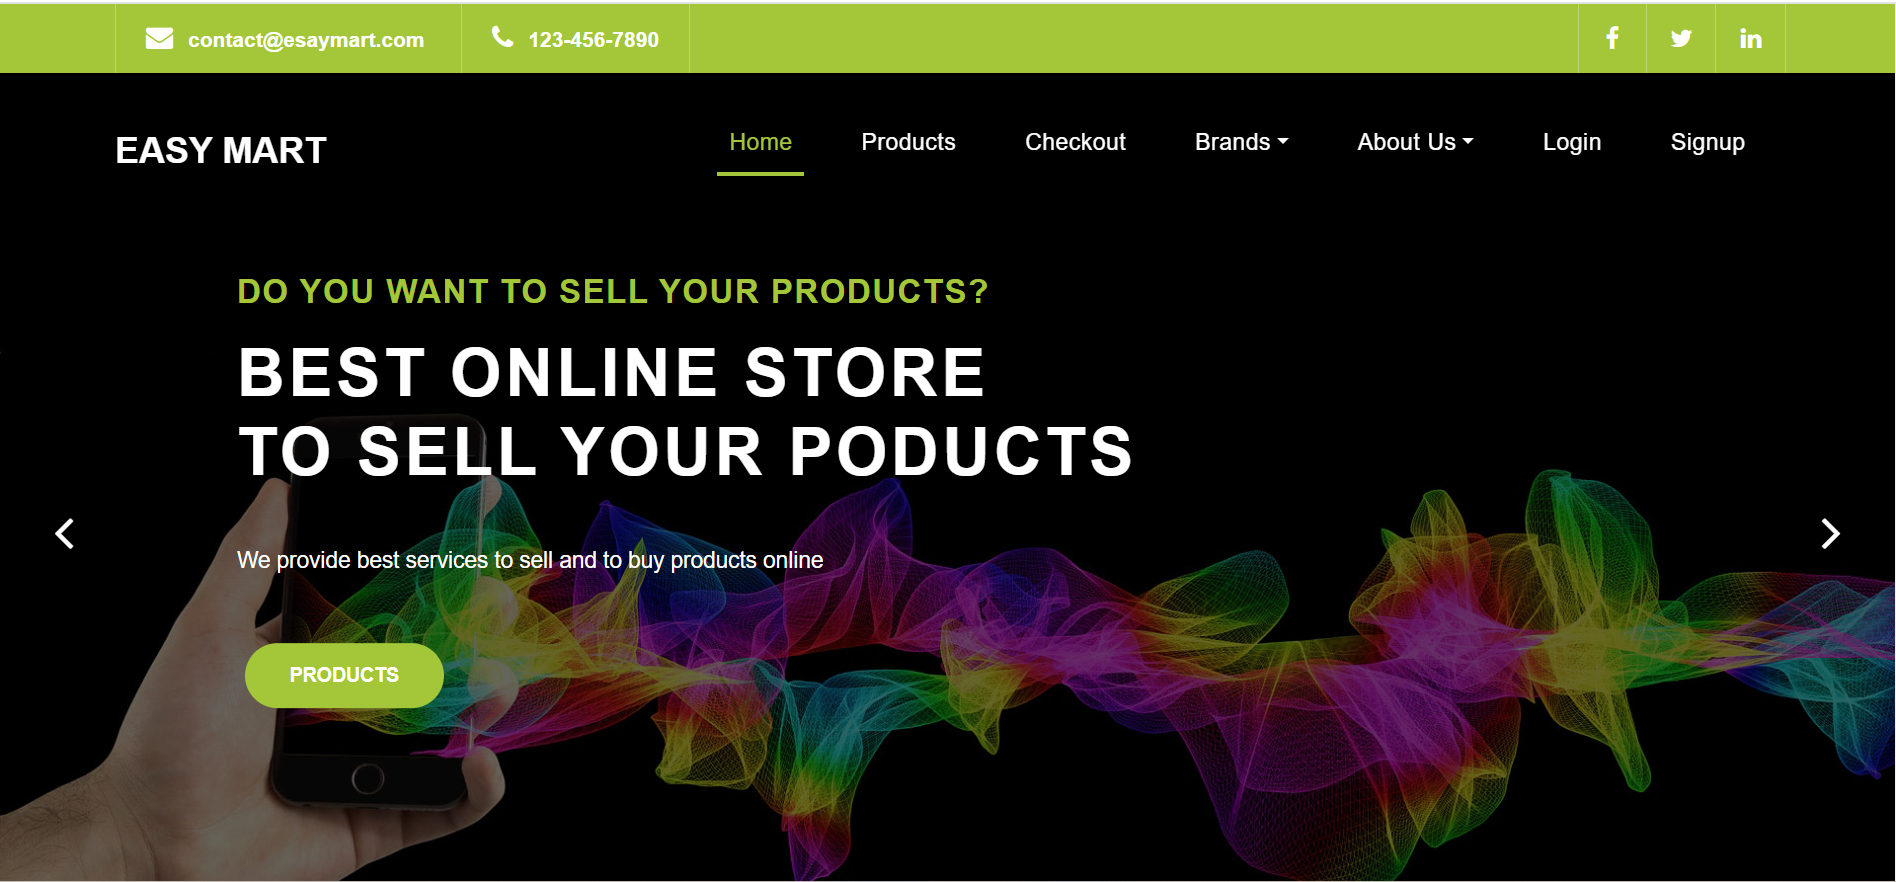 contact@esaymart.com 123-456-7890
EASY MART
Home Products Checkout Brands About Us Login Signup
DO YOU WANT TO SELL YOUR PRODUCTS?
BEST ONLINE STORE
TO SELL YOUR PODUCTS
We provide best services to sell and to buy products online
PRODUCTS